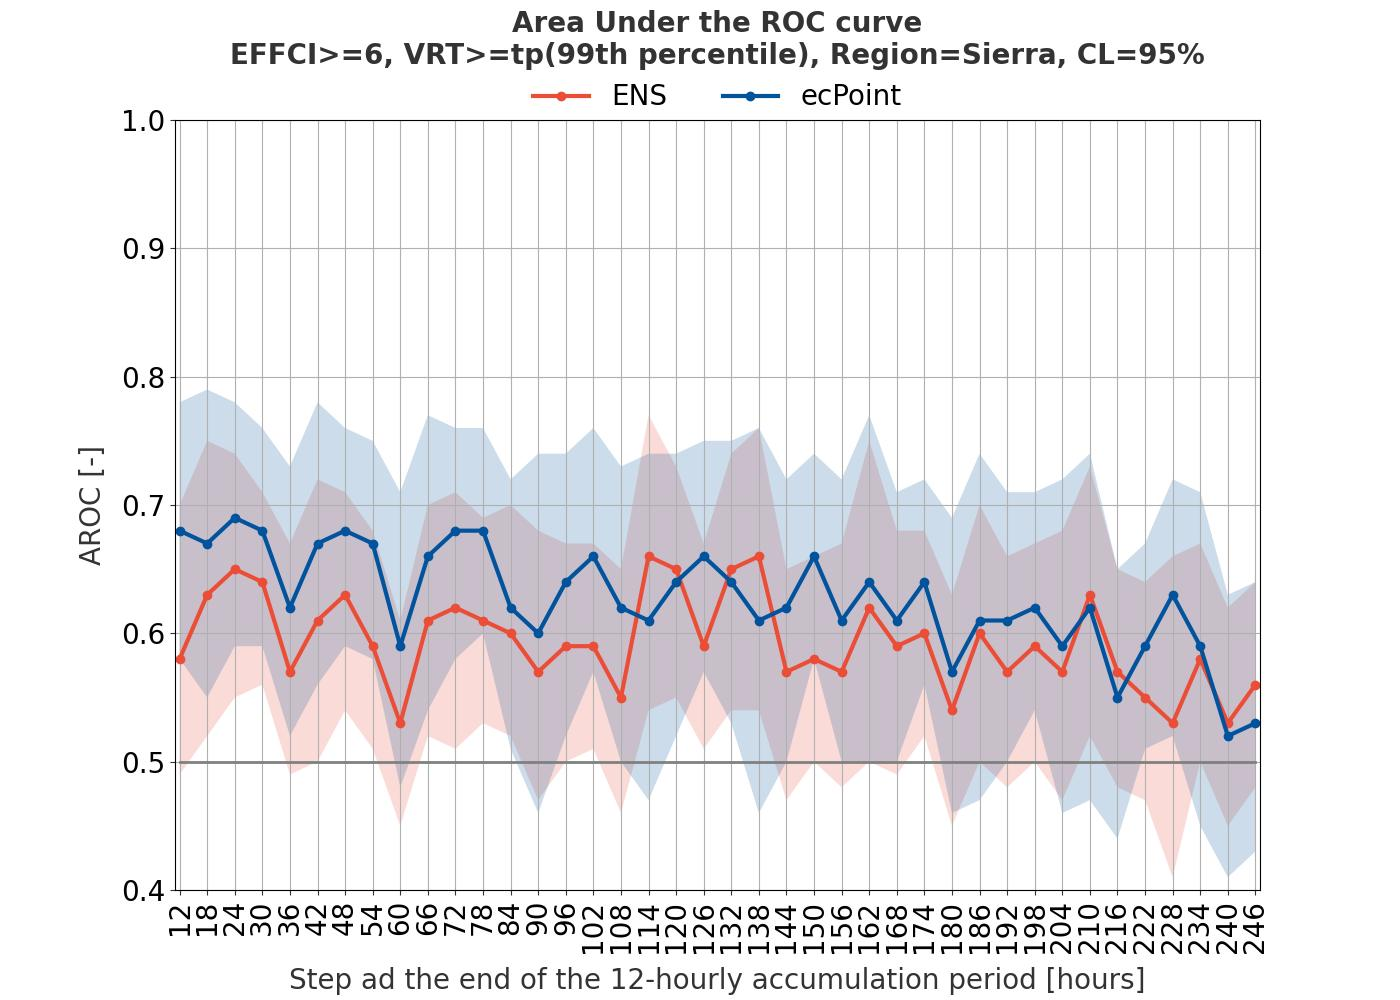 Area Under the ROC curve
EFFCI>=6, VRT>=tp(99th percentile), Region=Sierra, CL=95%
ENS ecPoint
1.0
0.9
0.8
0.7
0.6
0.5
0.4
AROC [-]
12 18 24 30 36 42 48 54 60 66 72 78 84 90 96 102 108 114 120 126 132 138 144 150 156 162 168 174 180 186 192 198 204 210 216 222 228 234 240 246
Step ad the end of the 12-hourly accumulation period [hours]